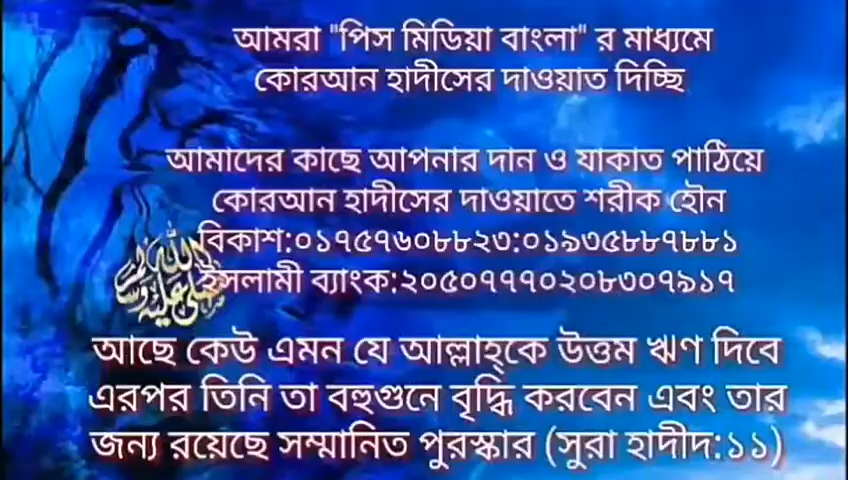 আমরা "পিস মিডিয়া বাংলা" র মাধ্যমে
কোরআন হাদীসের দাওয়াত দিচ্ছি
আমাদের কাছে আপনার দান ও যাকাত পাঠিয়ে
কোরআন হাদীসের দাওয়াতে শরীক হৌন
বিকাশ:০১৭৫৭৬০৮৮২৩:০১৯৩৫৮৮৭৮৮১
ইসলামী ব্যাংক:২০৫০৭৭৭০২০৮৩০৭৯১৭
আছে কেউ এমন যে আল্লাহ্কে উত্তম ঋণ দিবে
এরপর তিনি তা বহুগুনে বৃদ্ধি করবেন এবং তার
জন্য রয়েছে সম্মানিত পুরস্কার (সুরা হাদীদ:১১)